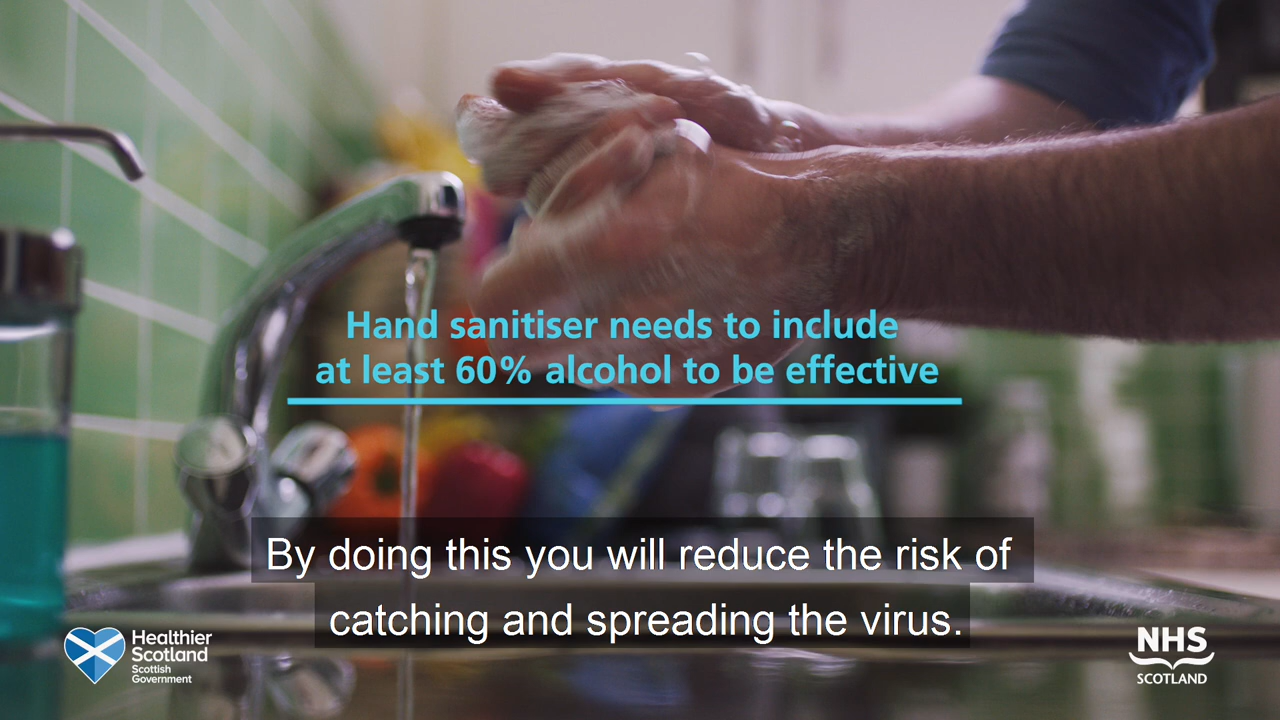 Hand sanitiser needs to include
at least 60% alcohol to be effective
By doing this you will reduce the risk of
catching and spreading the virus.
Healthier
Scotland
Scottish
Government
NHS
SCOTLAND